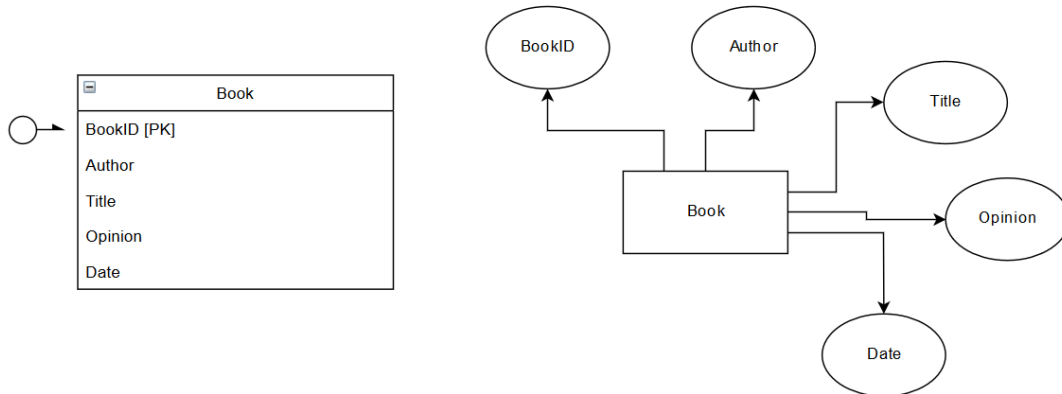 Book
BookID [PK]
Author
Title
Opinion
Date
BookID
Author
Title
Book
Opinion
Date